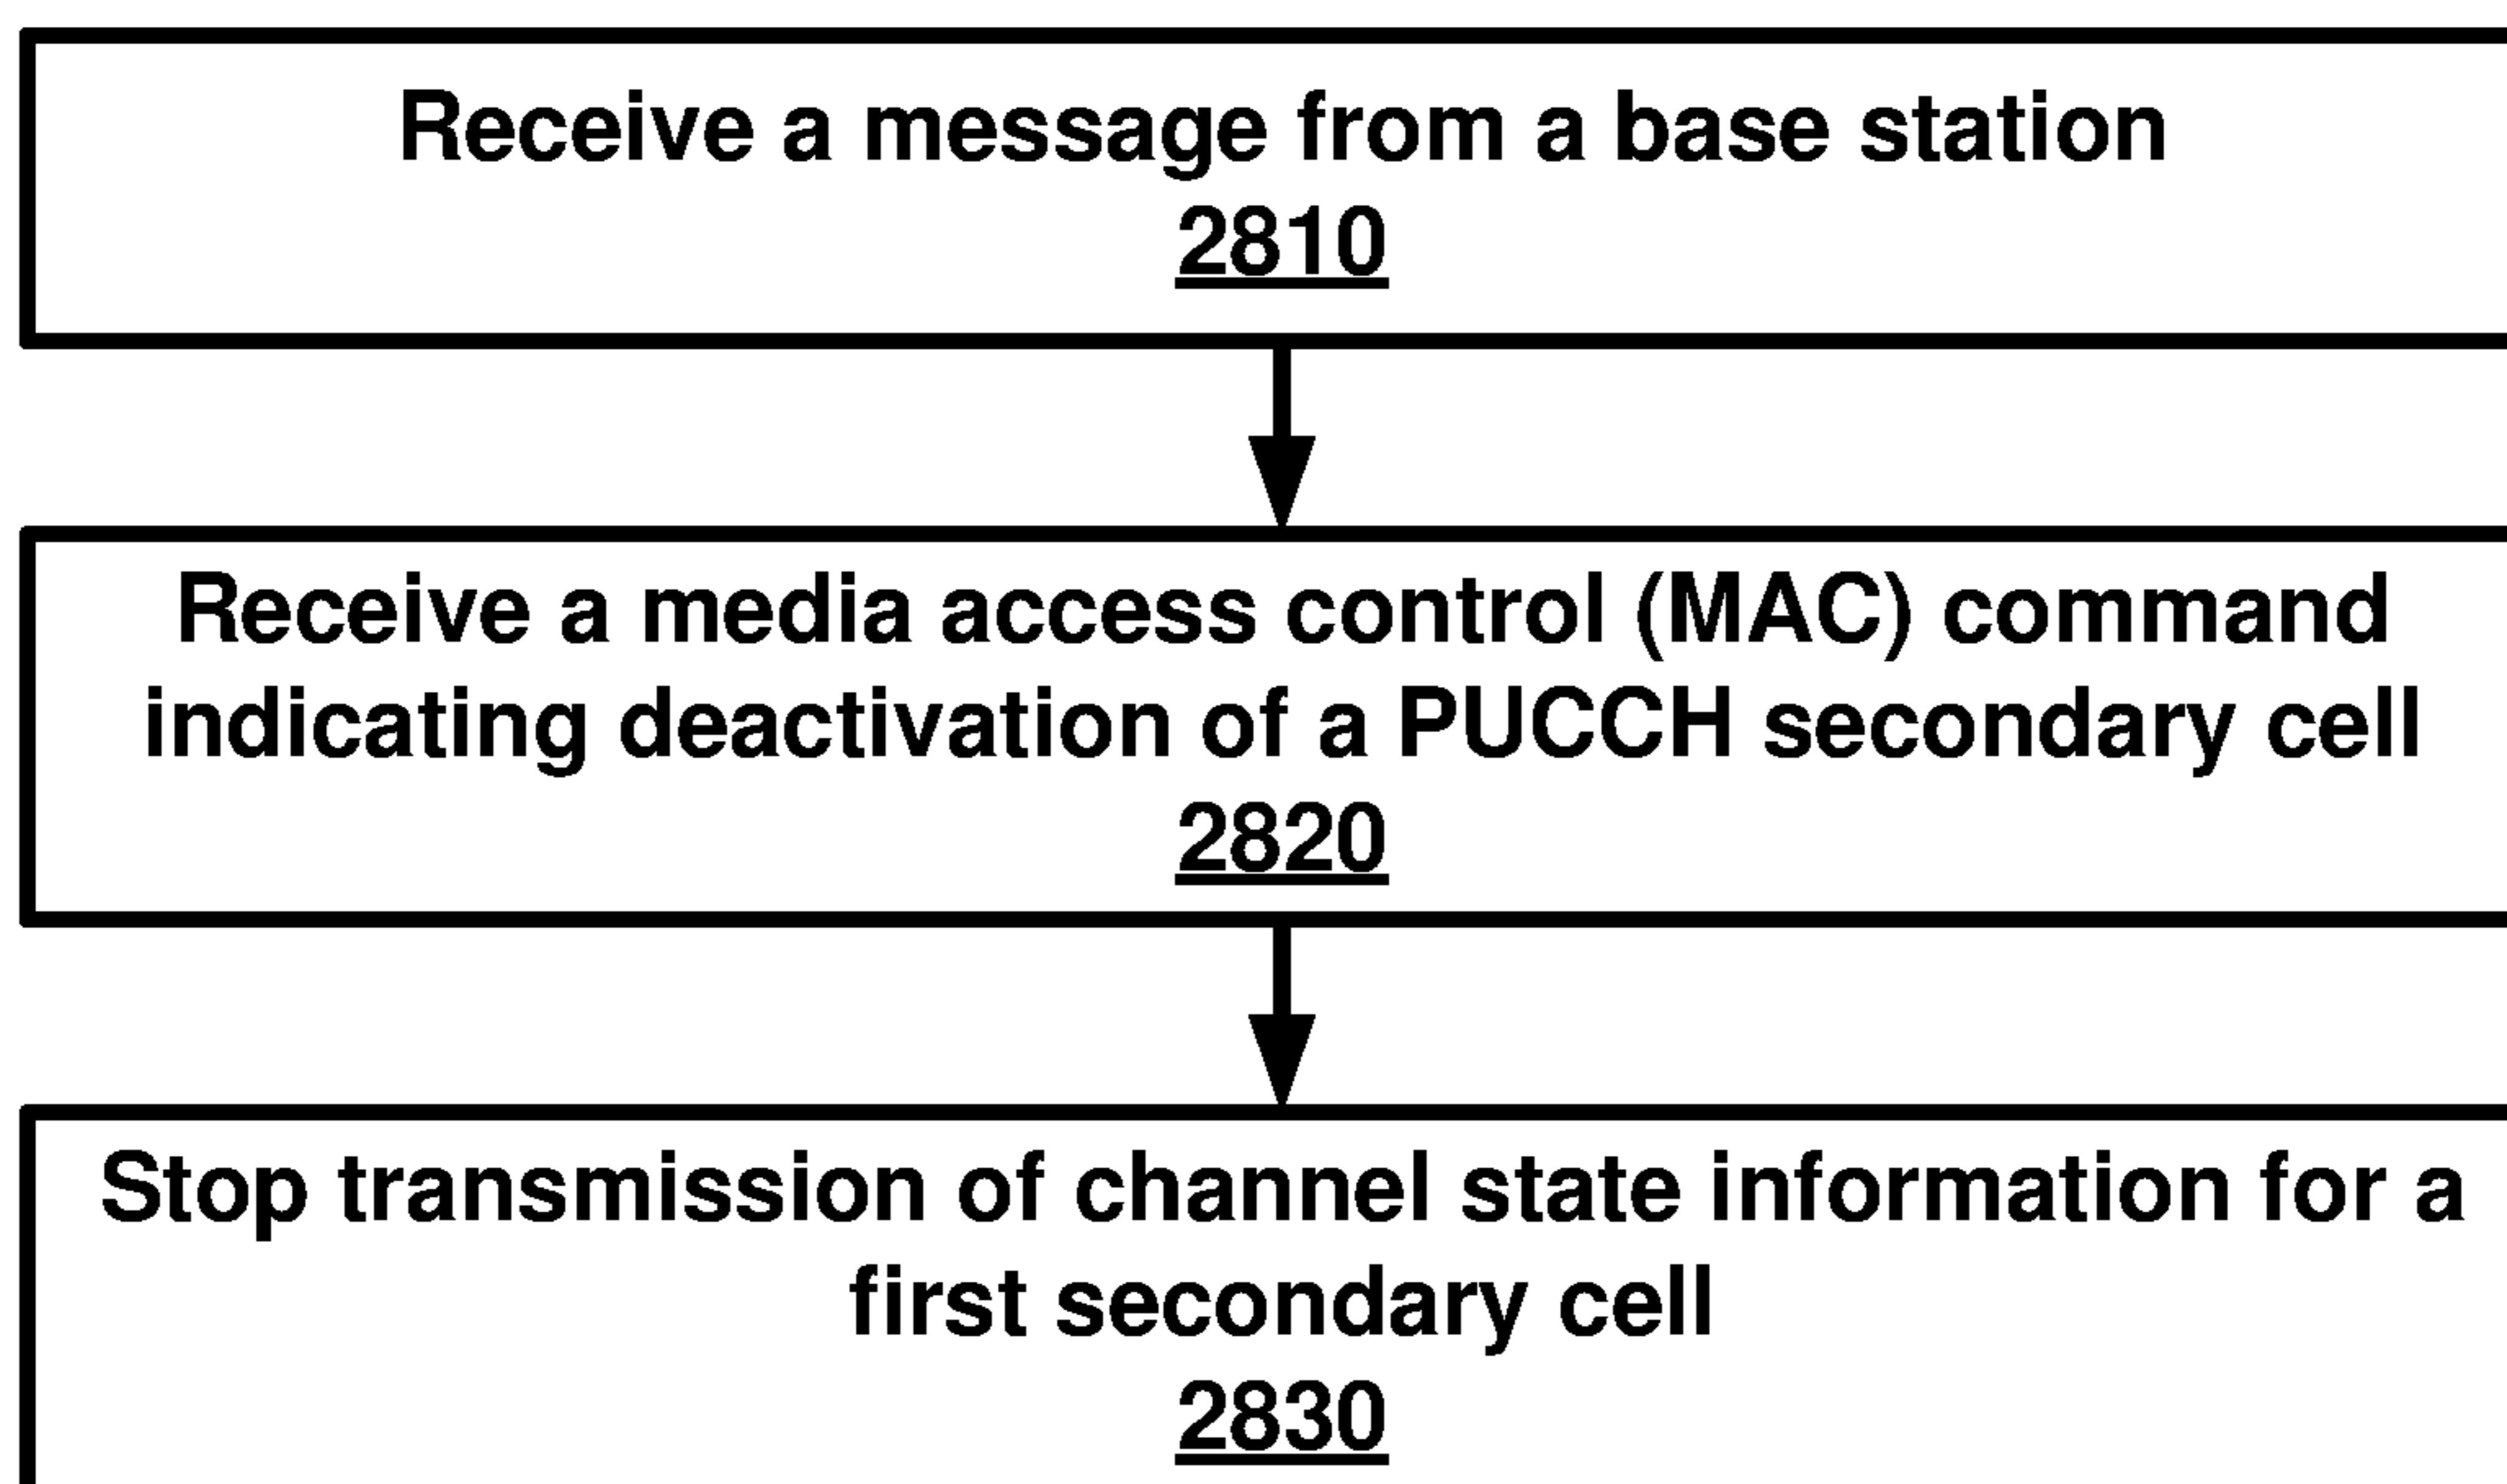 Receive a message from a base station
2810
Receive a media access control (MAC) command
indicating deactivation of a PUCCH secondary cell
2820
Stop transmission of channel state information for a
first secondary cell
2830